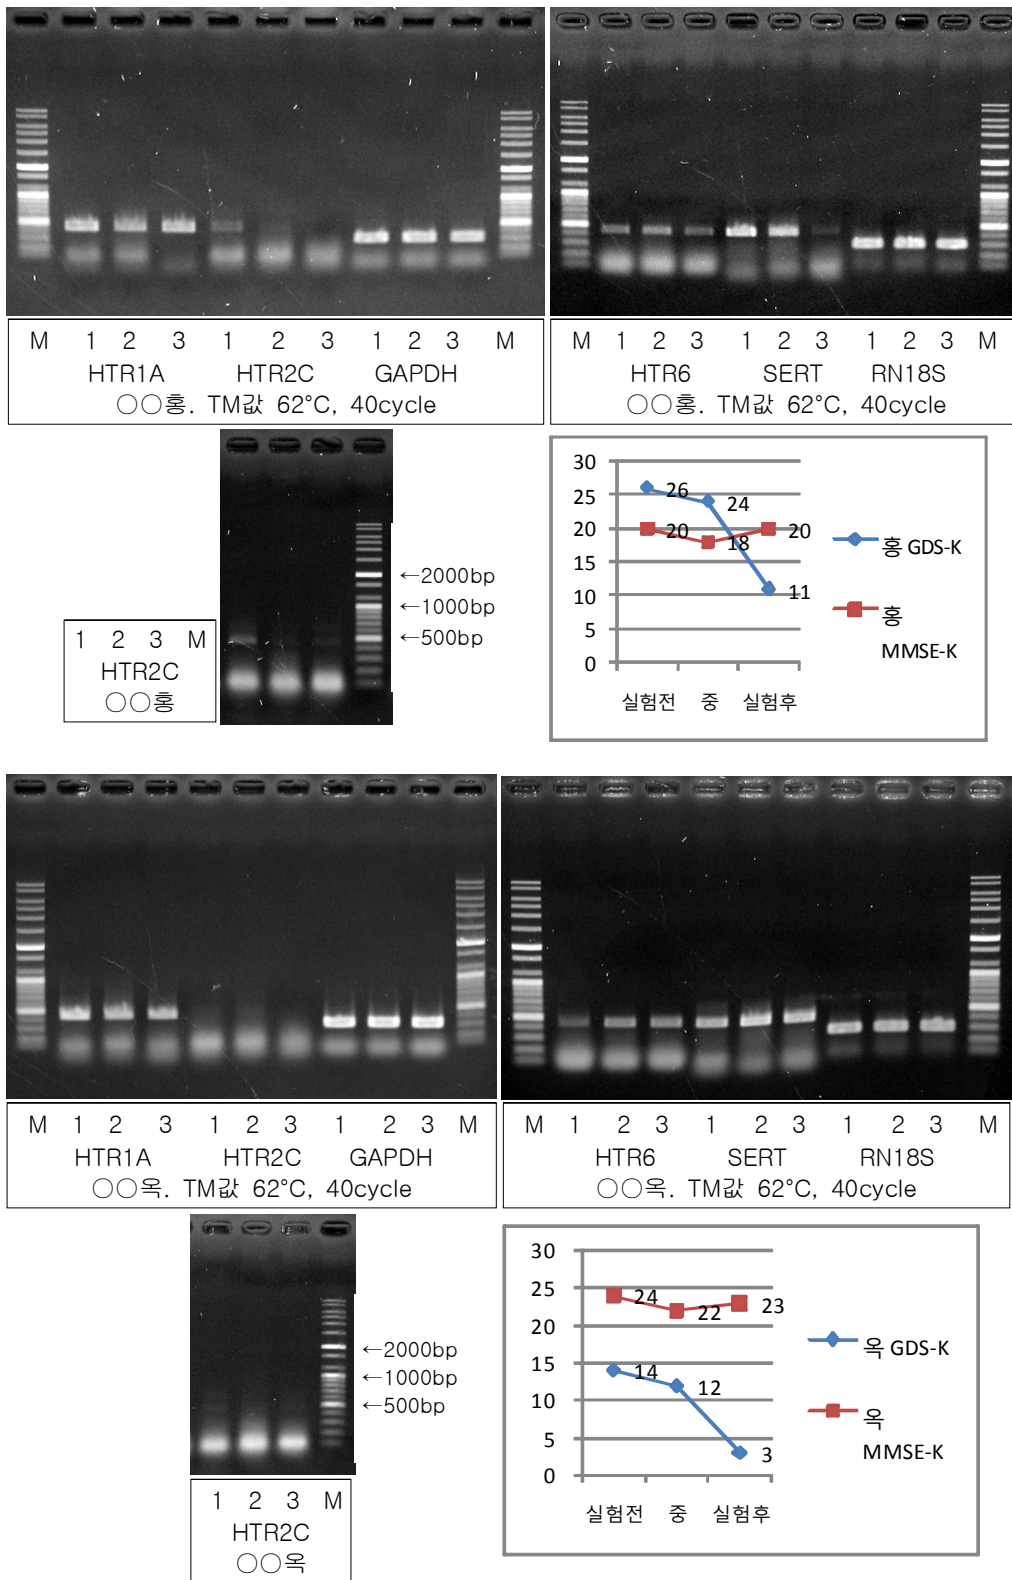 M 1 2 3 1 2 3 1 2 3 M
HTR1A HTR2C GAPDH
○○홍. TM값 62°C, 40cycle
M 1 2 3 1 2 3 1 2 3 M
HTR6 SERT RN18S
○○홍. TM값 62°C, 40cycle
←2000bp
←1000bp
←500bp
1 2 3 M
HTR2C
○○홍
30
25
20
15
10
5
0
26
24
11
20
18
20
실험전 중 실험후
홍 GDS-K
홍
MMSE-K
M 1 2 3 1 2 3 1 2 3 M
HTR1A HTR2C GAPDH
○○옥. TM값 62°C, 40cycle
M 1 2 3 1 2 3 1 2 3 M
HTR6 SERT RN18S
○○옥. TM값 62°C, 40cycle
←2000bp
←1000bp
←500bp
1 2 3 M
HTR2C
○○옥
30
25
20
15
10
5
0
24
22
23
14
12
3
실험전 중 실험후
옥 GDS-K
옥
MMSE-K